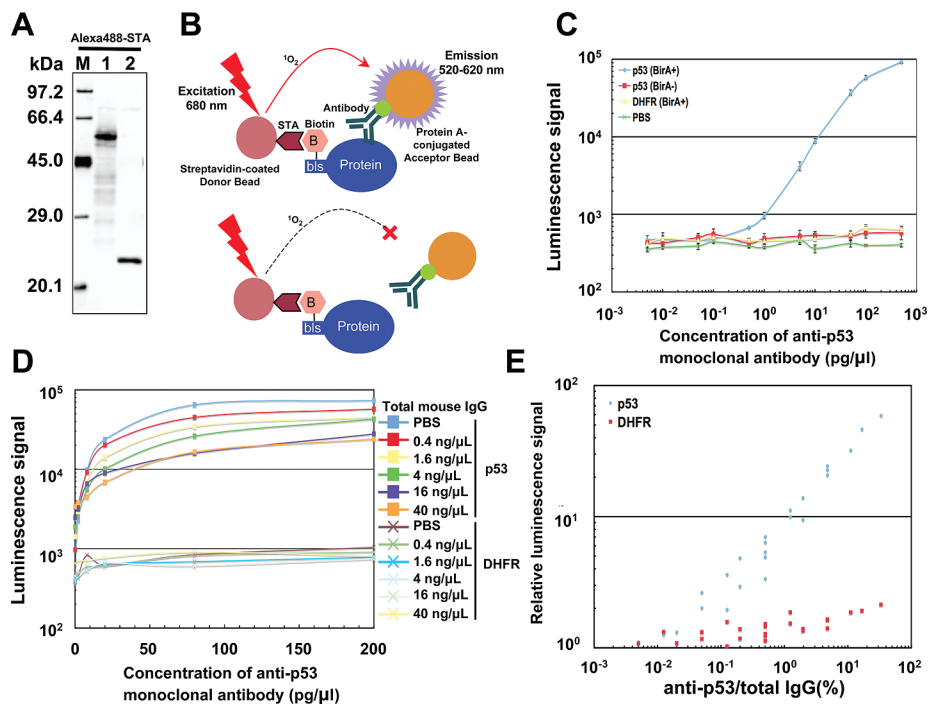 A
Alexa488-STA
kDa M 1 2
97.2
66.4
45.0
29.0
20.1
B
¹O₂
Emission
520-620 nm
Excitation
680 nm
Antibody
STA
Biotin
B
bls
Protein
Streptavidin-coated
Donor Bead
Protein A-
conjugated
Acceptor Bead
¹O₂
B
bls
Protein
C
Luminescence signal
10⁵
10⁴
10³
10²
p53 (BirA+)
p53 (BirA-)
DHFR (BirA+)
PBS
10⁻³ 10⁻² 10⁻¹ 10⁰ 10¹ 10² 10³
Concentration of anti-p53
monoclonal antibody (pg/µl)
D
Luminescence signal
10⁵
10⁴
10³
10²
0 50 100 150 200
Concentration of anti-p53
monoclonal antibody (pg/µl)
Total mouse IgG
PBS
0.4 ng/µL
1.6 ng/µL
4 ng/µL
16 ng/µL
40 ng/µL
p53
PBS
0.4 ng/µL
1.6 ng/µL
4 ng/µL
16 ng/µL
40 ng/µL
DHFR
E
Relative luminescence signal
10²
10¹
10⁰
p53
DHFR
10⁻³ 10⁻² 10⁻¹ 10⁰ 10¹ 10²
anti-p53/total IgG(%)